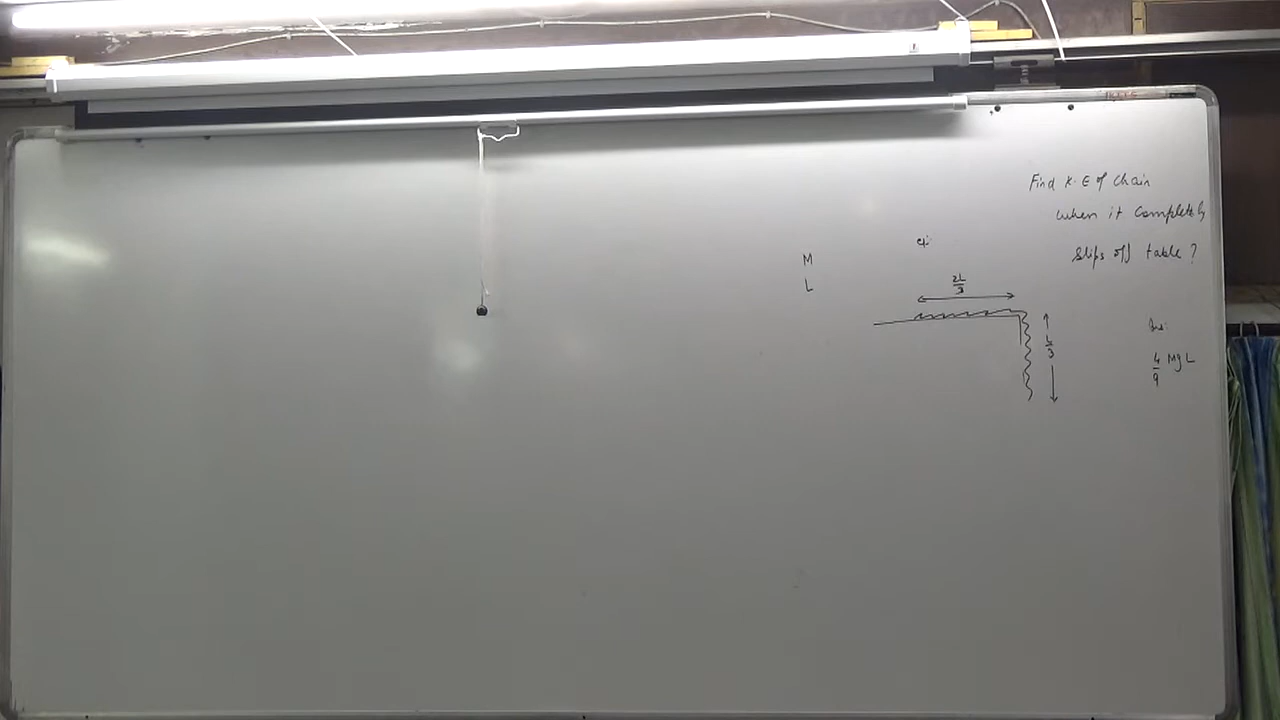 Find K.E of Chain
when it completely
slips off table ?
M
L
2L/3
L/3
Ans:
4/9 MgL